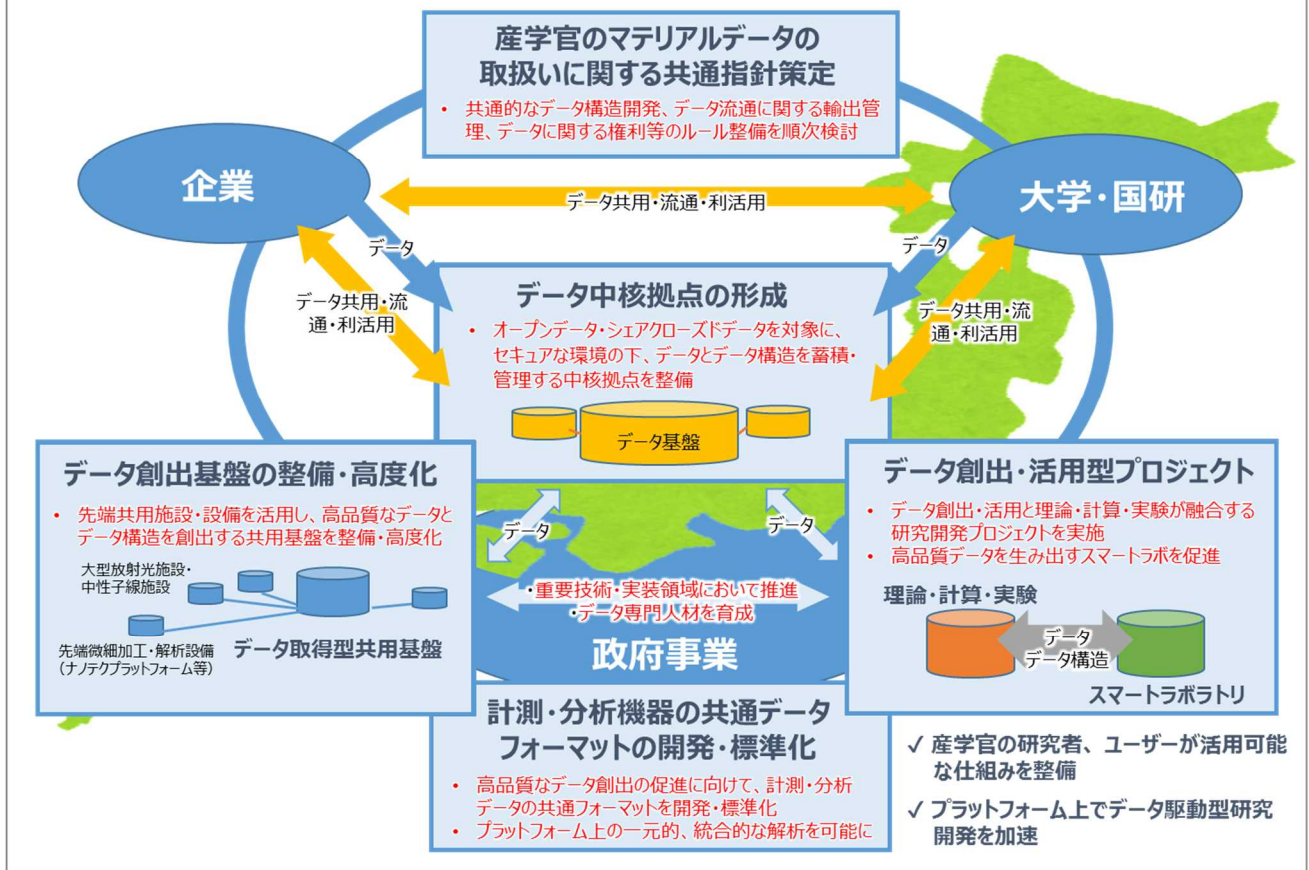 産学官のマテリアルデータの
取扱いに関する共通指針策定
• 共通的なデータ構造開発、データ流通に関する輸出管
理、データに関する権利等のルール整備を順次検討
企業
大学・国研
データ共用・流通・利活用
データ
データ
データ共用・流
通・利活用
データ共用・流
通・利活用
データ中核拠点の形成
• オープンデータ・シェアクローズドデータを対象に、
セキュアな環境の下、データとデータ構造を蓄積・
管理する中核拠点を整備
データ基盤
データ創出基盤の整備・高度化
• 先端共用施設・設備を活用し、高品質なデータと
データ構造を創出する共用基盤を整備・高度化
大型放射光施設・
中性子線施設
先端微細加工・解析設備
(ナノテクプラットフォーム等)
データ取得型共用基盤
データ
データ
・重要技術・実装領域において推進
・データ専門人材を育成
政府事業
データ創出・活用型プロジェクト
• データ創出・活用と理論・計算・実験が融合する
研究開発プロジェクトを実施
• 高品質データを生み出すスマートラボを促進
理論・計算・実験
データ
データ構造
スマートラボラトリ
計測・分析機器の共通データ
フォーマットの開発・標準化
• 高品質なデータ創出の促進に向けて、計測・分析
データの共通フォーマットを開発・標準化
• プラットフォーム上の一元的、統合的な解析を可能に
✓ 産学官の研究者、ユーザーが活用可能
な仕組みを整備
✓ プラットフォーム上でデータ駆動型研究
開発を加速